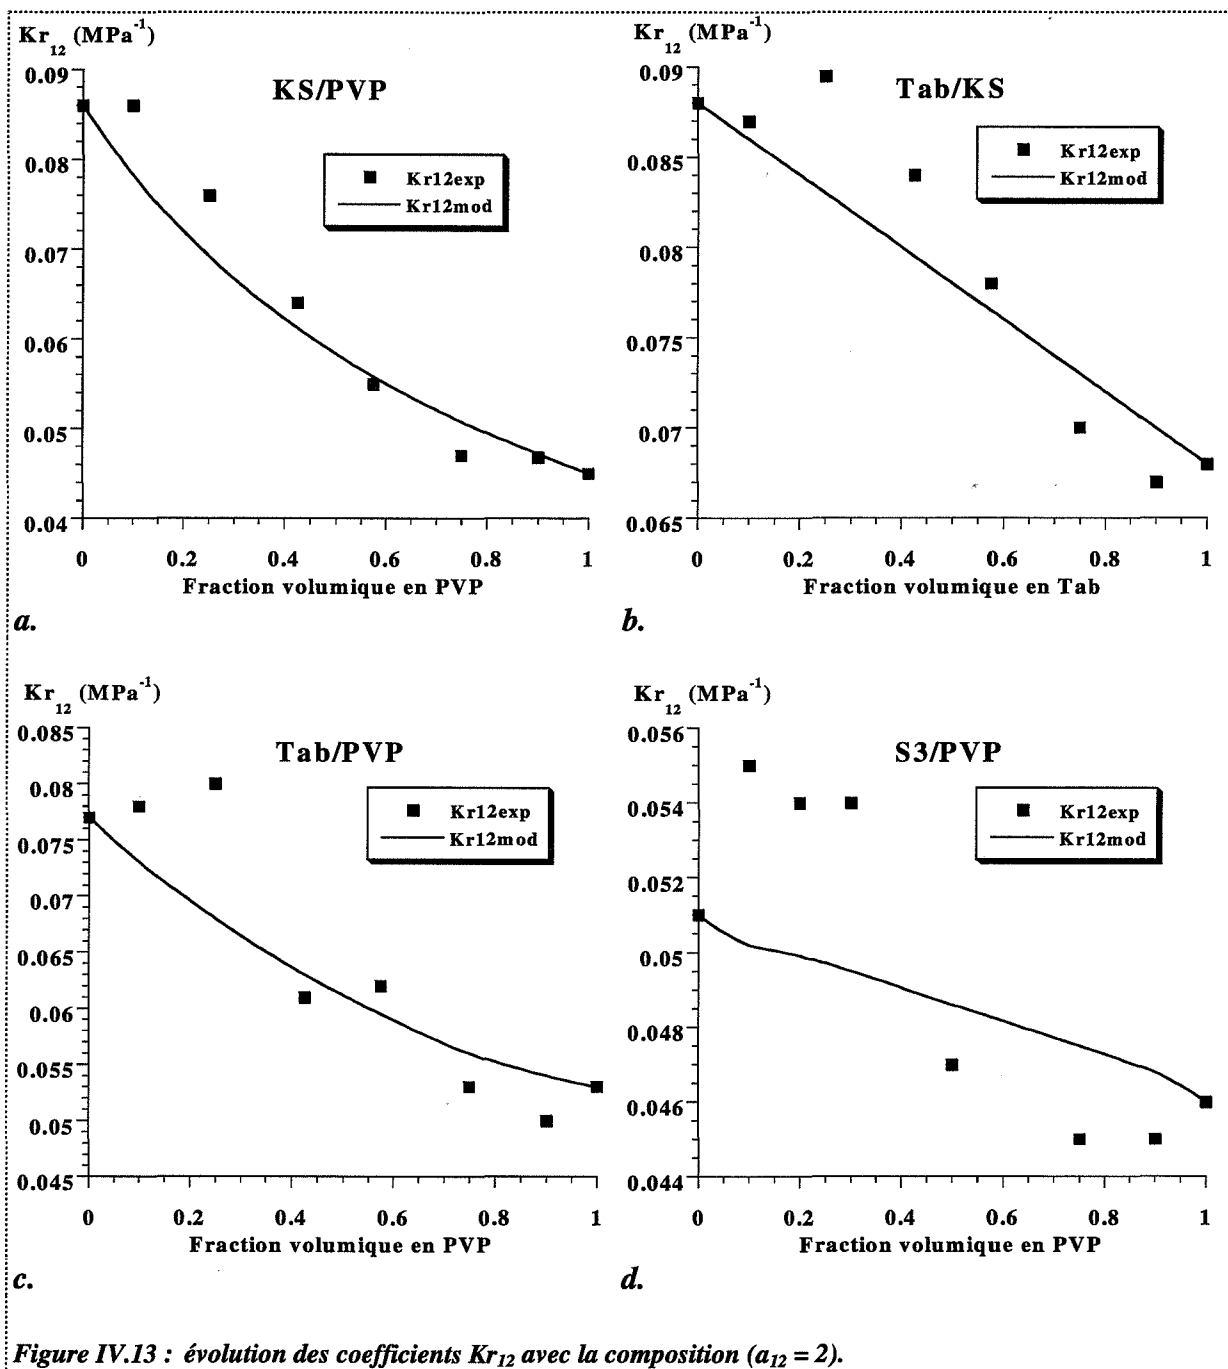 Kr12 (MPa-1)
KS/PVP
0.09
0.08
0.07
0.06
0.05
0.04
Kr12exp
Kr12mod
0 0.2 0.4 0.6 0.8 1
Fraction volumique en PVP
a.
Kr12 (MPa-1)
Tab/KS
0.09
0.085
0.08
0.075
0.07
0.065
Kr12exp
Kr12mod
0 0.2 0.4 0.6 0.8 1
Fraction volumique en Tab
b.
Kr12 (MPa-1)
Tab/PVP
0.085
0.08
0.075
0.07
0.065
0.06
0.055
0.05
0.045
Kr12exp
Kr12mod
0 0.2 0.4 0.6 0.8 1
Fraction volumique en PVP
c.
Kr12 (MPa-1)
S3/PVP
0.056
0.054
0.052
0.05
0.048
0.046
0.044
Kr12exp
Kr12mod
0 0.2 0.4 0.6 0.8 1
Fraction volumique en PVP
d.
Figure IV.13 : évolution des coefficients Kr12 avec la composition (a12 = 2).